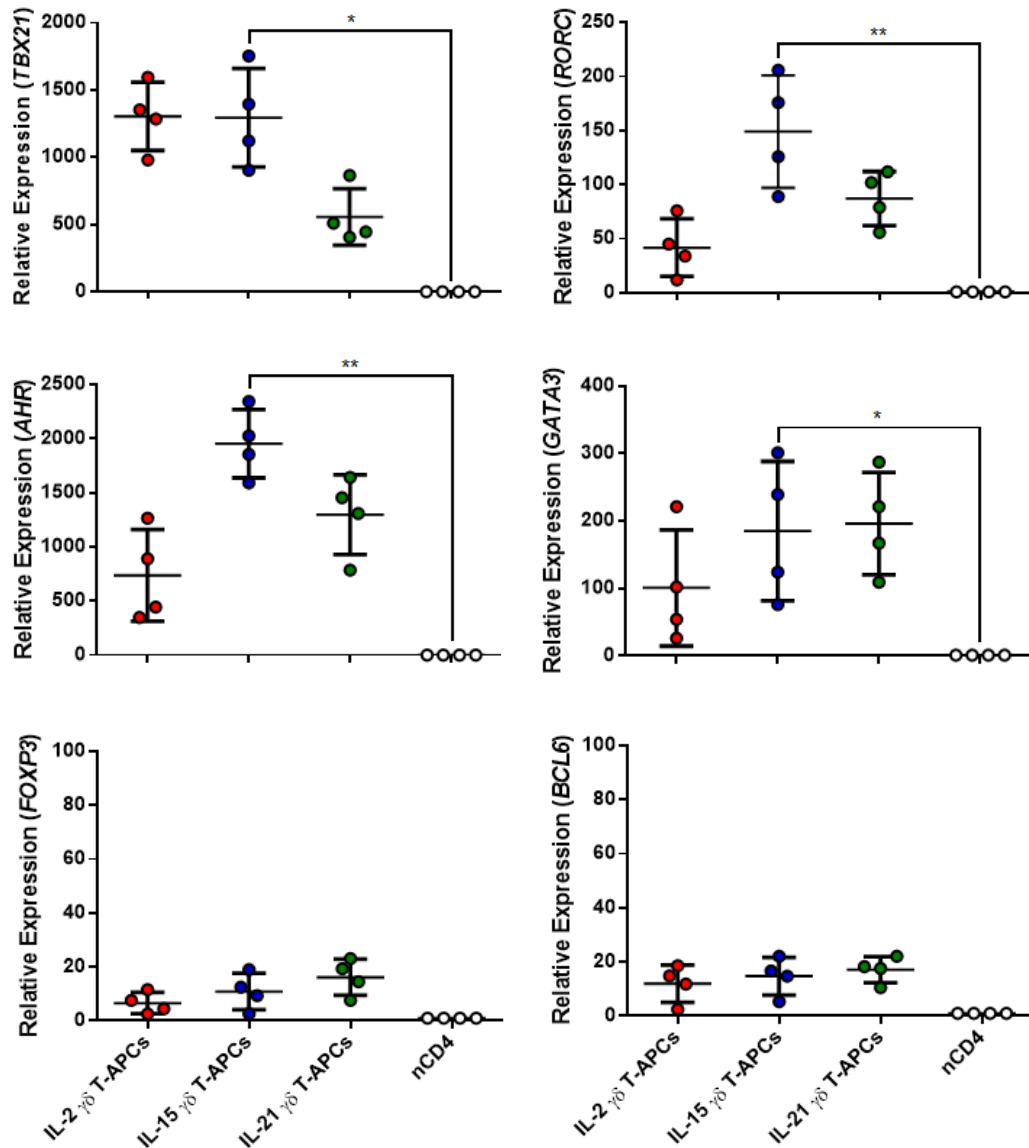 Relative Expression (TBX21)
2000
1500
1000
500
0
*
Relative Expression (RORC)
250
200
150
100
50
0
**
Relative Expression (AHR)
2500
2000
1500
1000
500
0
**
Relative Expression (GATA3)
400
300
200
100
0
*
Relative Expression (FOXP3)
100
80
60
40
20
0
IL-2 γδ T-APCs
IL-15 γδ T-APCs
IL-21 γδ T-APCs
nCD4
Relative Expression (BCL6)
100
80
60
40
20
0
IL-2 γδ T-APCs
IL-15 γδ T-APCs
IL-21 γδ T-APCs
nCD4